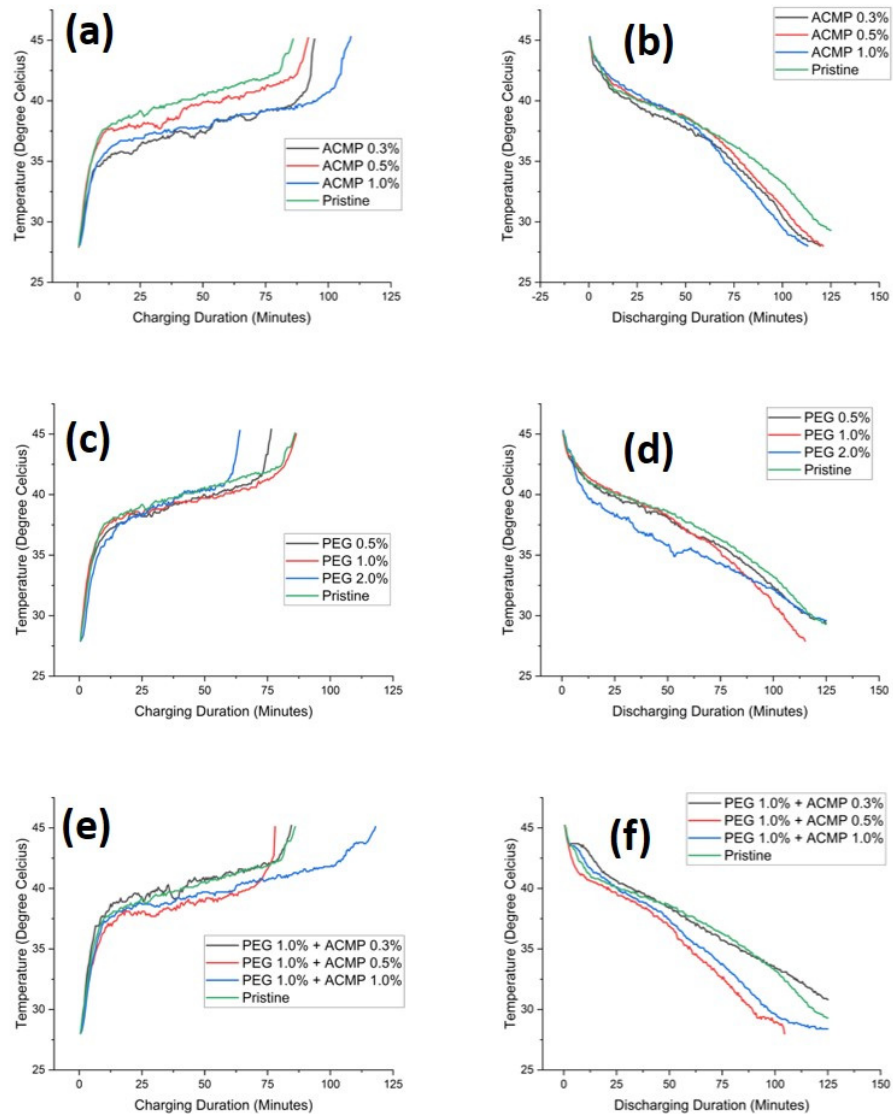 (a)
45
40
35
30
25
0
25
50
75
100
125
Temperature (Degree Celcius)
Charging Duration (Minutes)
ACMP 0.3%
ACMP 0.5%
ACMP 1.0%
Pristine
(b)
45
40
35
30
25
-25
0
25
50
75
100
125
150
Temperature (Degree Celcius)
Discharging Duration (Minutes)
ACMP 0.3%
ACMP 0.5%
ACMP 1.0%
Pristine
(c)
45
40
35
30
25
0
25
50
75
100
125
Temperature (Degree Celcius)
Charging Duration (Minutes)
PEG 0.5%
PEG 1.0%
PEG 2.0%
Pristine
(d)
45
40
35
30
25
0
25
50
75
100
125
150
Temperature (Degree Celcius)
Discharging Duration (Minutes)
PEG 0.5%
PEG 1.0%
PEG 2.0%
Pristine
(e)
45
40
35
30
25
0
25
50
75
100
125
Temperature (Degree Celcius)
Charging Duration (Minutes)
PEG 1.0% + ACMP 0.3%
PEG 1.0% + ACMP 0.5%
PEG 1.0% + ACMP 1.0%
Pristine
(f)
45
40
35
30
25
0
25
50
75
100
125
150
Temperature (Degree Celcius)
Discharging Duration (Minutes)
PEG 1.0% + ACMP 0.3%
PEG 1.0% + ACMP 0.5%
PEG 1.0% + ACMP 1.0%
Pristine